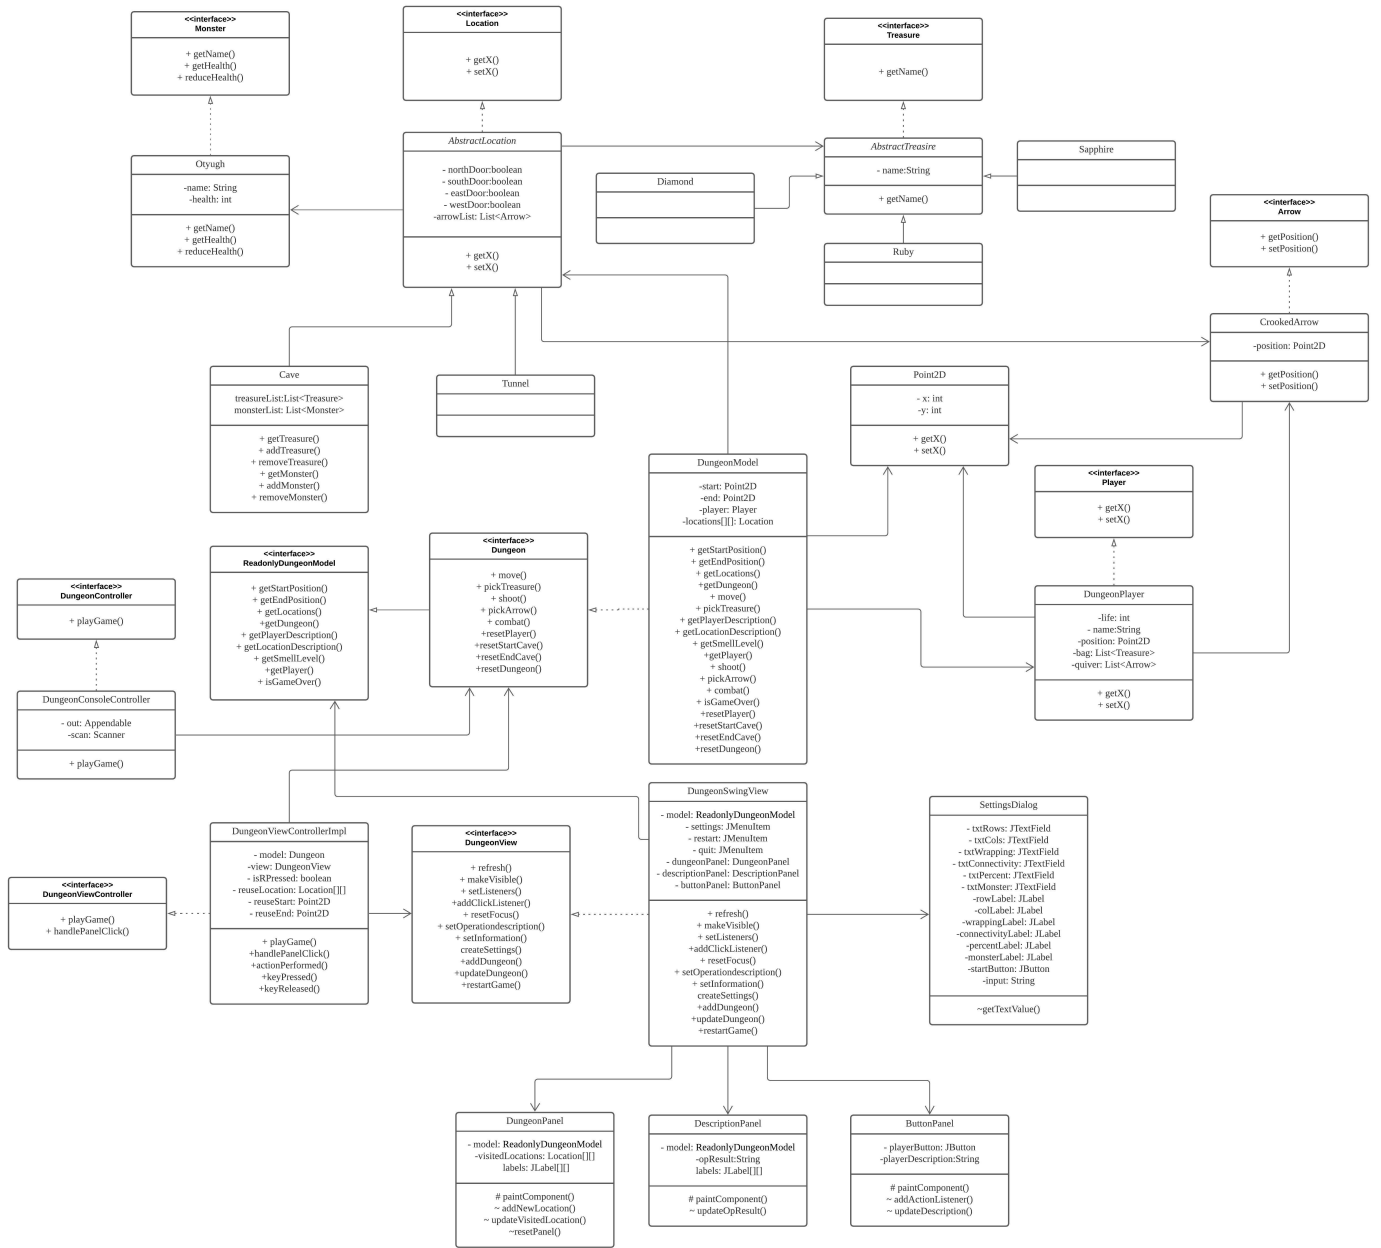 <<interface>>
Monster
+ getName()
+ getHealth()
+ reduceHealth()
<<interface>>
Location
+ getX()
+ setX()
<<interface>>
Treasure
+ getName()
Otyugh
-name: String
-health: int
+ getName()
+ getHealth()
+ reduceHealth()
AbstractLocation
- northDoor:boolean
- southDoor:boolean
- eastDoor:boolean
- westDoor:boolean
-arrowList: List<Arrow>
+ getX()
+ setX()
Diamond
AbstractTreasire
- name:String
+ getName()
Sapphire
Ruby
<<interface>>
Arrow
+ getPosition()
+ setPosition()
CrookedArrow
-position: Point2D
+ getPosition()
+ setPosition()
Cave
treasureList:List<Treasure>
monsterList: List<Monster>
+ getTreasure()
+ addTreasure()
+ removeTreasure()
+ getMonster()
+ addMonster()
+ removeMonster()
Tunnel
Point2D
- x: int
-y: int
+ getX()
+ setX()
DungeonModel
-start: Point2D
-end: Point2D
-player: Player
-locations[][]: Location
+ getStartPosition()
+ getEndPosition()
+ getLocations()
+getDungeon()
+ move()
+ pickTreasure()
+ getPlayerDescription()
+ getLocationDescription()
+ getSmellLevel()
+getPlayer()
+ shoot()
+ pickArrow()
+ combat()
+ isGameOver()
+resetPlayer()
+resetStartCave()
+resetEndCave()
+resetDungeon()
<<interface>>
Player
+ getX()
+ setX()
DungeonPlayer
-life: int
- name:String
-position: Point2D
-bag: List<Treasure>
-quiver: List<Arrow>
+ getX()
+ setX()
<<interface>>
Dungeon
+ move()
+ pickTreasure()
+ shoot()
+ pickArrow()
+ combat()
+resetPlayer()
+resetStartCave()
+resetEndCave()
+resetDungeon()
<<interface>>
ReadonlyDungeonModel
+ getStartPosition()
+ getEndPosition()
+ getLocations()
+getDungeon()
+ getPlayerDescription()
+ getLocationDescription()
+ getSmellLevel()
+getPlayer()
+ isGameOver()
<<interface>>
DungeonController
+ playGame()
DungeonConsoleController
- out: Appendable
-scan: Scanner
+ playGame()
DungeonViewControllerImpl
- model: Dungeon
-view: DungeonView
- isRPressed: boolean
- reuseLocation: Location[][]
- reuseStart: Point2D
- reuseEnd: Point2D
+ playGame()
+handlePanelClick()
+actionPerformed()
+keyPressed()
+keyReleased()
<<interface>>
DungeonViewController
+ playGame()
+ handlePanelClick()
<<interface>>
DungeonView
+ refresh()
+ makeVisible()
+ setListeners()
+addClickListener()
+ resetFocus()
+ setOperationdescription()
+ setInformation()
createSettings()
+addDungeon()
+updateDungeon()
+restartGame()
DungeonSwingView
- model: ReadonlyDungeonModel
- settings: JMenuItem
- restart: JMenuItem
- quit: JMenuItem
- dungeonPanel: DungeonPanel
- descriptionPanel: DescriptionPanel
- buttonPanel: ButtonPanel
+ refresh()
+ makeVisible()
+ setListeners()
+addClickListener()
+ resetFocus()
+ setOperationdescription()
+ setInformation()
createSettings()
+addDungeon()
+updateDungeon()
+restartGame()
SettingsDialog
- txtRows: JTextField
- txtCols: JTextField
- txtWrapping: JTextField
- txtConnectivity: JTextField
- txtPercent: JTextField
- txtMonster: JTextField
-rowLabel: JLabel
-colLabel: JLabel
-wrappingLabel: JLabel
-connectivityLabel: JLabel
-percentLabel: JLabel
-monsterLabel: JLabel
-startButton: JButton
-input: String
~getTextValue()
DungeonPanel
- model: ReadonlyDungeonModel
-visitedLocations: Location[][]
labels: JLabel[][]
# paintComponent()
~ addNewLocation()
~ updateVisitedLocation()
~resetPanel()
DescriptionPanel
- model: ReadonlyDungeonModel
-opResult:String
labels: JLabel[][]
# paintComponent()
~ updateOpResult()
ButtonPanel
- playerButton: JButton
-playerDescription:String
# paintComponent()
~ addActionListener()
~ updateDescription()